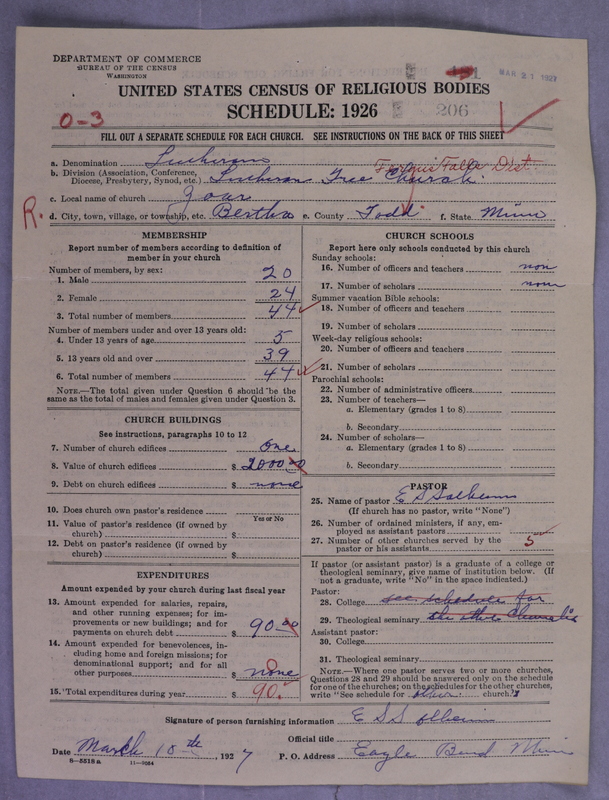 DEPARTMENT OF COMMERCE
BUREAU OF THE CENSUS
WASHINGTON
MAR 21 1927
UNITED STATES CENSUS OF RELIGIOUS BODIES
SCHEDULE: 1926
206
0-3
FILL OUT A SEPARATE SCHEDULE FOR EACH CHURCH. SEE INSTRUCTIONS ON THE BACK OF THIS SHEET
a. Denomination Lutheran
Fergus Falls Dist.
b. Division (Association, Conference, Diocese, Presbytery, Synod, etc.) Lutheran Free Church
c. Local name of church Zoar
R. d. City, town, village, or township, etc. Bertha e. County Todd f. State Minn
MEMBERSHIP
Report number of members according to definition of member in your church
Number of members, by sex:
1. Male 20
2. Female 24
3. Total number of members 44
Number of members under and over 13 years old:
4. Under 13 years of age 5
5. 13 years old and over 39
6. Total number of members 44
NOTE.—The total given under Question 6 should be the same as the total of males and females given under Question 3.
CHURCH BUILDINGS
See instructions, paragraphs 10 to 12
7. Number of church edifices One
8. Value of church edifices $ 2000 00
9. Debt on church edifices $ none
10. Does church own pastor's residence
Yes or No
11. Value of pastor's residence (if owned by church) $
12. Debt on pastor's residence (if owned by church) $
EXPENDITURES
Amount expended by your church during last fiscal year
13. Amount expended for salaries, repairs, and other running expenses; for improvements or new buildings; and for payments on church debt $ 90 00
14. Amount expended for benevolences, including home and foreign missions; for denominational support; and for all other purposes $ none
0
15. Total expenditures during year $ 90.
CHURCH SCHOOLS
Report here only schools conducted by this church
Sunday schools:
16. Number of officers and teachers non
17. Number of scholars none
Summer vacation Bible schools:
18. Number of officers and teachers
19. Number of scholars
Week-day religious schools:
20. Number of officers and teachers
21. Number of scholars
Parochial schools:
22. Number of administrative officers
23. Number of teachers—
a. Elementary (grades 1 to 8)
b. Secondary
24. Number of scholars—
a. Elementary (grades 1 to 8)
b. Secondary
PASTOR
25. Name of pastor E S
(If church has no pastor, write "None")
26. Number of ordained ministers, if any, employed as assistant pastors
27. Number of other churches served by the pastor or his assistants 5
If pastor (or assistant pastor) is a graduate of a college or theological seminary, give name of institution below. (If not a graduate, write "No" in the space indicated.)
Pastor:
28. College see schedule for
29. Theological seminary the other
Assistant pastor:
30. College
31. Theological seminary
NOTE.—Where one pastor serves two or more churches, Questions 28 and 29 should be answered only on the schedule for one of the churches; on the schedules for the other churches, write "See schedule for other church."
Signature of person furnishing information E S
Official title
Date March 10th, 1927 P. O. Address Eagle Bend Minn
8—5518 a 11—9064